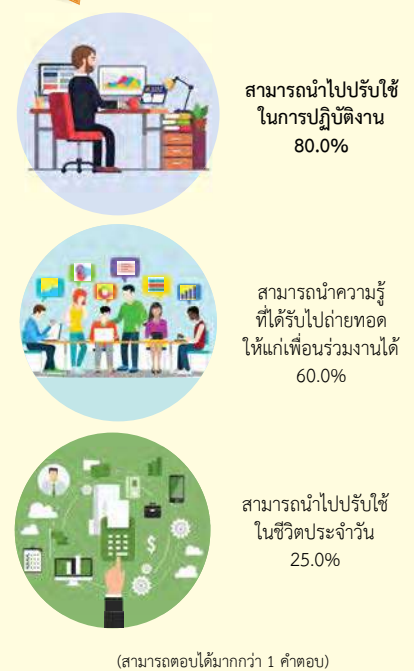 สามารถนำไปปรับใช้
ในการปฏิบัติงาน
80.0%
สามารถนำความรู้
ที่ได้รับไปถ่ายทอด
ให้แก่เพื่อนร่วมงานได้
60.0%
สามารถนำไปปรับใช้
ในชีวิตประจำวัน
25.0%
(สามารถตอบได้มากกว่า 1 คำตอบ)